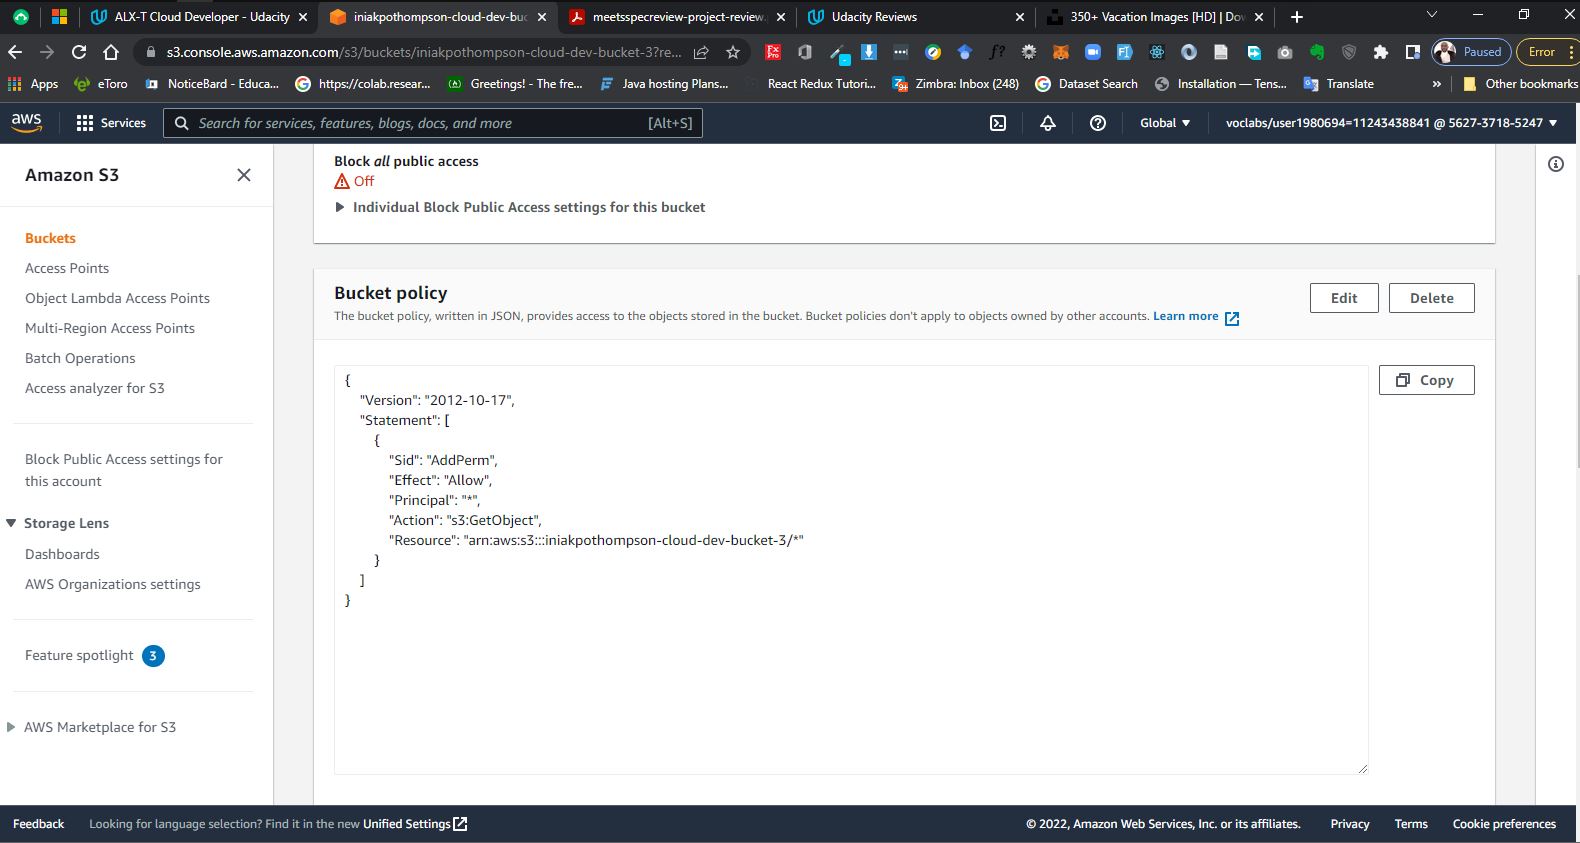 ALX-T Cloud Developer - Udacity
iniakpothompson-cloud-dev-buc
meetsspecreview-project-review.
Udacity Reviews
350+ Vacation Images [HD] | Dow
s3.console.aws.amazon.com/s3/buckets/iniakpothompson-cloud-dev-bucket-3?re...
Paused
Error
Apps
eToro
NoticeBard - Educa...
https://colab.resear...
Greetings! - The fre...
Java hosting Plans...
React Redux Tutori...
Zimbra: Inbox (248)
Dataset Search
Installation — Tens...
Translate
»
Other bookmarks
aws
Services
Search for services, features, blogs, docs, and more
[Alt+S]
Global
voclabs/user1980694=11243438841 @ 5627-3718-5247
Amazon S3
Buckets
Access Points
Object Lambda Access Points
Multi-Region Access Points
Batch Operations
Access analyzer for S3
Block Public Access settings for
this account
Storage Lens
Dashboards
AWS Organizations settings
Feature spotlight 3
AWS Marketplace for S3
Block all public access
Off
Individual Block Public Access settings for this bucket
Bucket policy
The bucket policy, written in JSON, provides access to the objects stored in the bucket. Bucket policies don't apply to objects owned by other accounts. Learn more
Edit
Delete
Copy
{
"Version": "2012-10-17",
"Statement": [
{
"Sid": "AddPerm",
"Effect": "Allow",
"Principal": "*",
"Action": "s3:GetObject",
"Resource": "arn:aws:s3:::iniakpothompson-cloud-dev-bucket-3/*"
}
]
}
Feedback
Looking for language selection? Find it in the new Unified Settings
© 2022, Amazon Web Services, Inc. or its affiliates.
Privacy
Terms
Cookie preferences